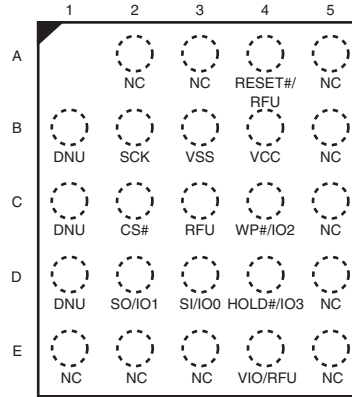 1 2 3 4 5
A
NC NC RESET#/ NC
RFU
B
DNU SCK VSS VCC NC
C
DNU CS# RFU WP#/IO2 NC
D
DNU SO/IO1 SI/IO0 HOLD#/IO3 NC
E
NC NC NC VIO/RFU NC